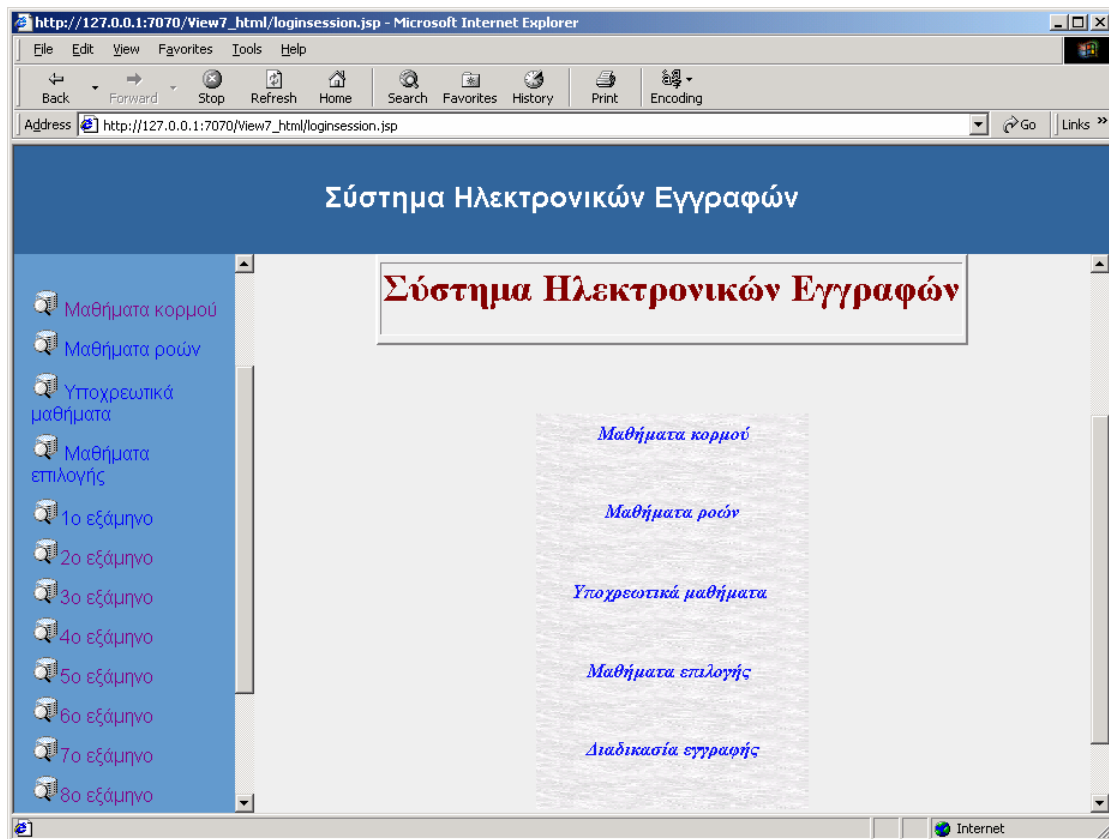 http://127.0.0.1:7070/View7_html/loginsession.jsp - Microsoft Internet Explorer
File Edit View Favorites Tools Help
Back Forward Stop Refresh Home Search Favorites History Print Encoding
Address http://127.0.0.1:7070/View7_html/loginsession.jsp Go Links »
Σύστημα Ηλεκτρονικών Εγγραφών
Μαθήματα κορμού
Μαθήματα ροών
Υποχρεωτικά
μαθήματα
Μαθήματα
επιλογής
1ο εξάμηνο
2ο εξάμηνο
3ο εξάμηνο
4ο εξάμηνο
5ο εξάμηνο
6ο εξάμηνο
7ο εξάμηνο
8ο εξάμηνο
Σύστημα Ηλεκτρονικών Εγγραφών
Μαθήματα κορμού
Μαθήματα ροών
Υποχρεωτικά μαθήματα
Μαθήματα επιλογής
Διαδικασία εγγραφής
Internet